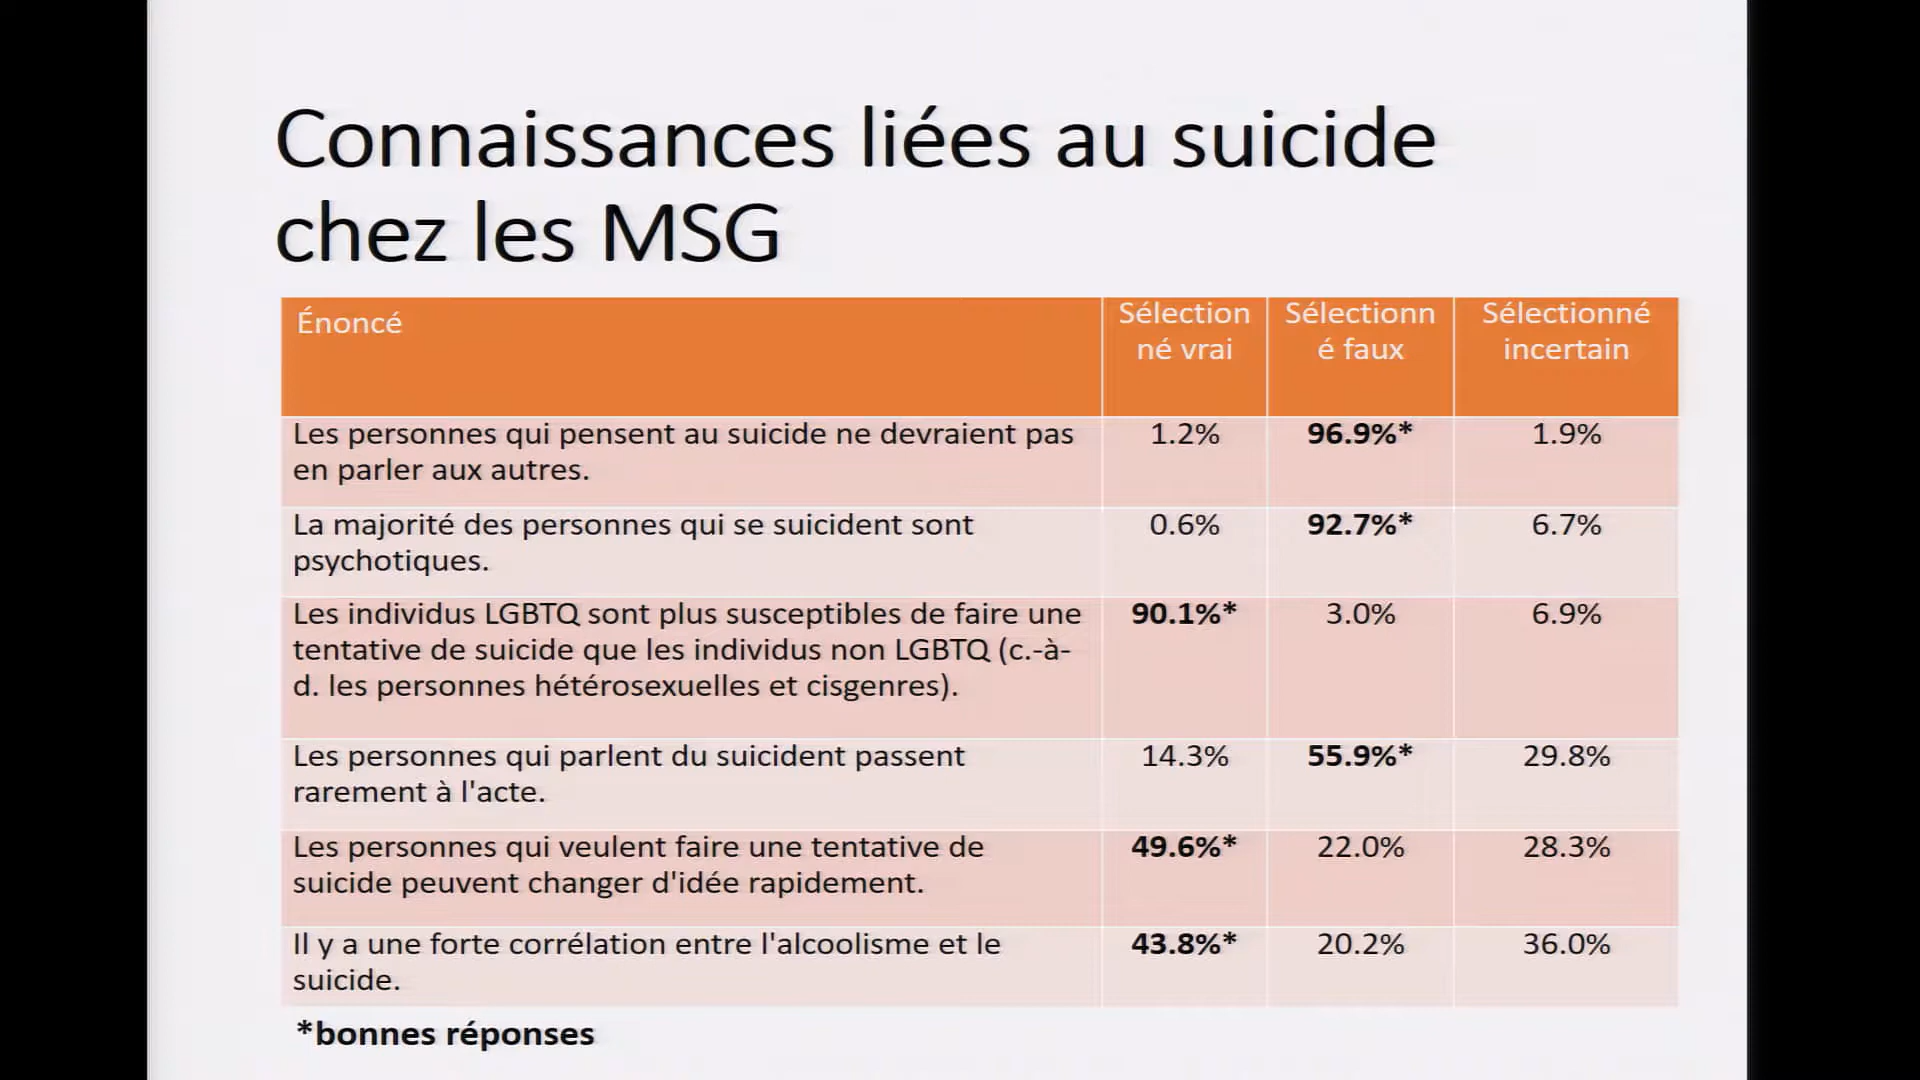 Connaissances liées au suicide
chez les MSG
Énoncé
Sélection
né vrai
Sélectionn
é faux
Sélectionné
incertain
Les personnes qui pensent au suicide ne devraient pas
en parler aux autres.
1.2%
96.9%*
1.9%
La majorité des personnes qui se suicident sont
psychotiques.
0.6%
92.7%*
6.7%
Les individus LGBTQ sont plus susceptibles de faire une
tentative de suicide que les individus non LGBTQ (c.-à-
d. les personnes hétérosexuelles et cisgenres).
90.1%*
3.0%
6.9%
Les personnes qui parlent du suicident passent
rarement à l'acte.
14.3%
55.9%*
29.8%
Les personnes qui veulent faire une tentative de
suicide peuvent changer d'idée rapidement.
49.6%*
22.0%
28.3%
Il y a une forte corrélation entre l'alcoolisme et le
suicide.
43.8%*
20.2%
36.0%
*bonnes réponses